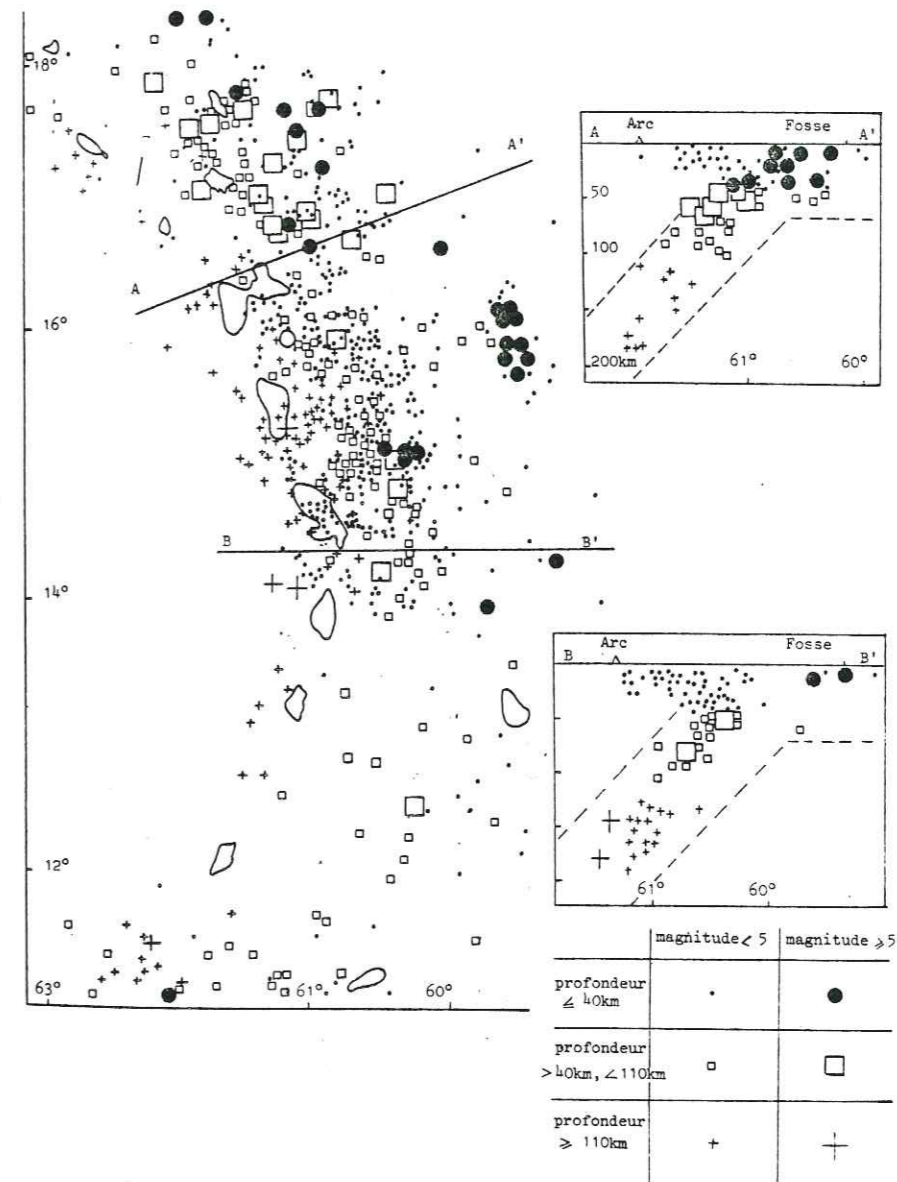 18°
16°
14°
12°
63°
61°
60°
A
A'
B
B'
A Arc Fosse A'
50
100
200km
61° 60°
B Arc Fosse B'
61° 60°
magnitude < 5 magnitude ⩾ 5
profondeur
⩽ 40km
profondeur
>40km, <110km
profondeur
⩾ 110km